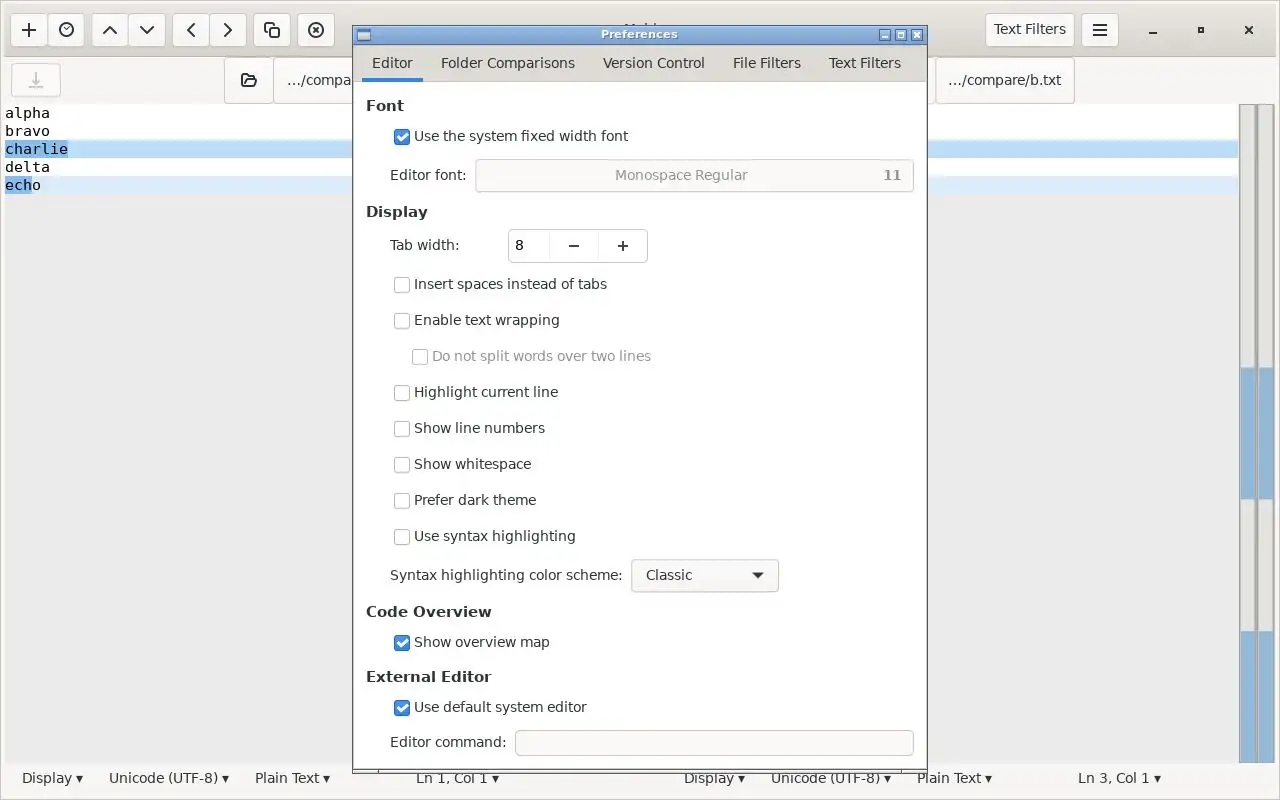 Text Filters
Preferences
Editor
Folder Comparisons
Version Control
File Filters
Text Filters
.../compa
.../compare/b.txt
alpha
bravo
charlie
delta
echo
Font
Use the system fixed width font
Editor font:
Monospace Regular 11
Display
Tab width: 8
Insert spaces instead of tabs
Enable text wrapping
Do not split words over two lines
Highlight current line
Show line numbers
Show whitespace
Prefer dark theme
Use syntax highlighting
Syntax highlighting color scheme: Classic
Code Overview
Show overview map
External Editor
Use default system editor
Editor command:
Display Unicode (UTF-8) Plain Text Ln 1, Col 1 Display Unicode (UTF-8) Plain Text Ln 3, Col 1